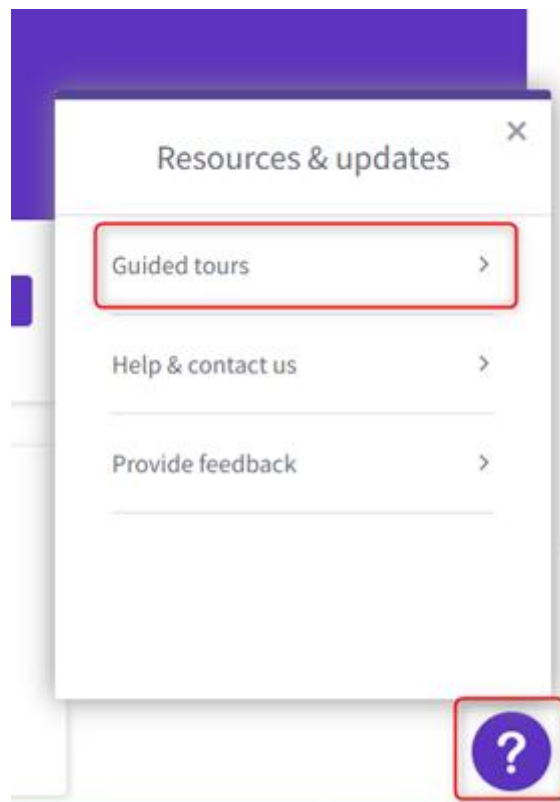 Resources & updates
Guided tours
Help & contact us
Provide feedback
?